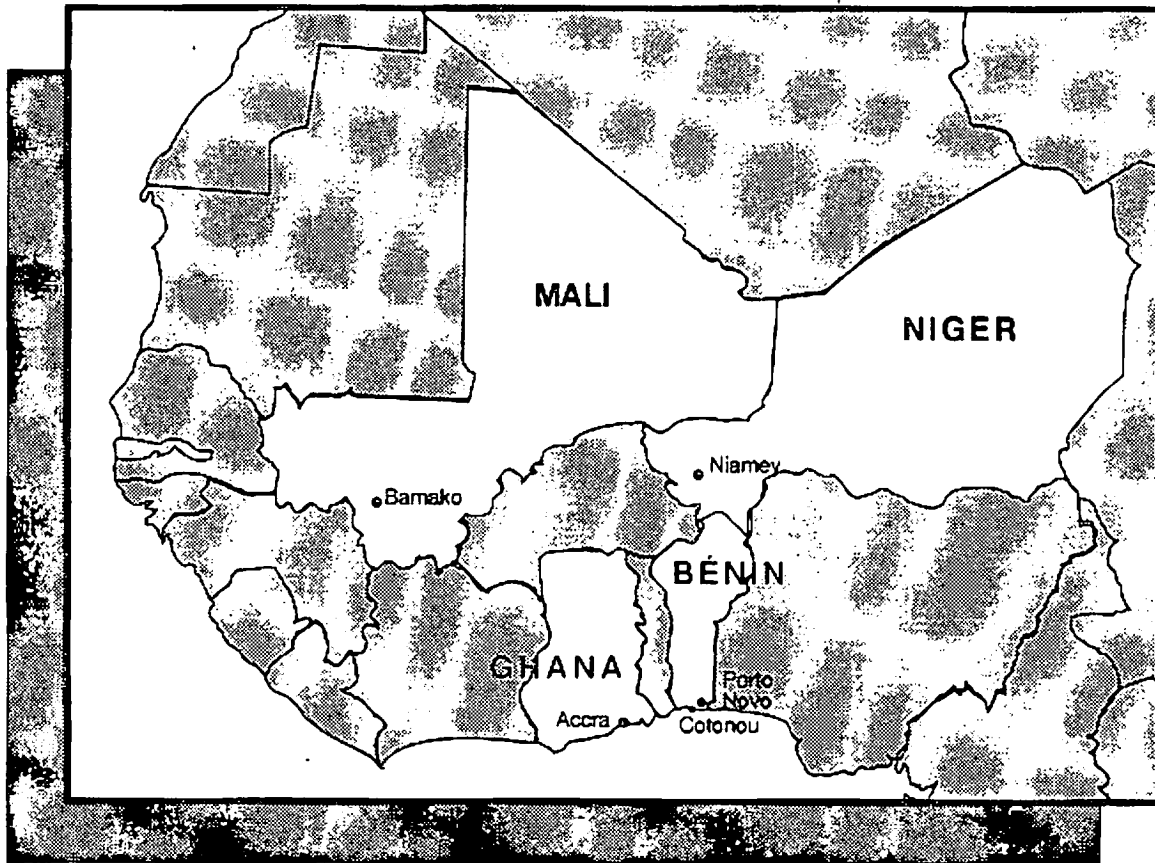 MALI
NIGER
Niamey
Bamako
BÉNIN
GHANA
Porto
Novo
Accra
Cotonou